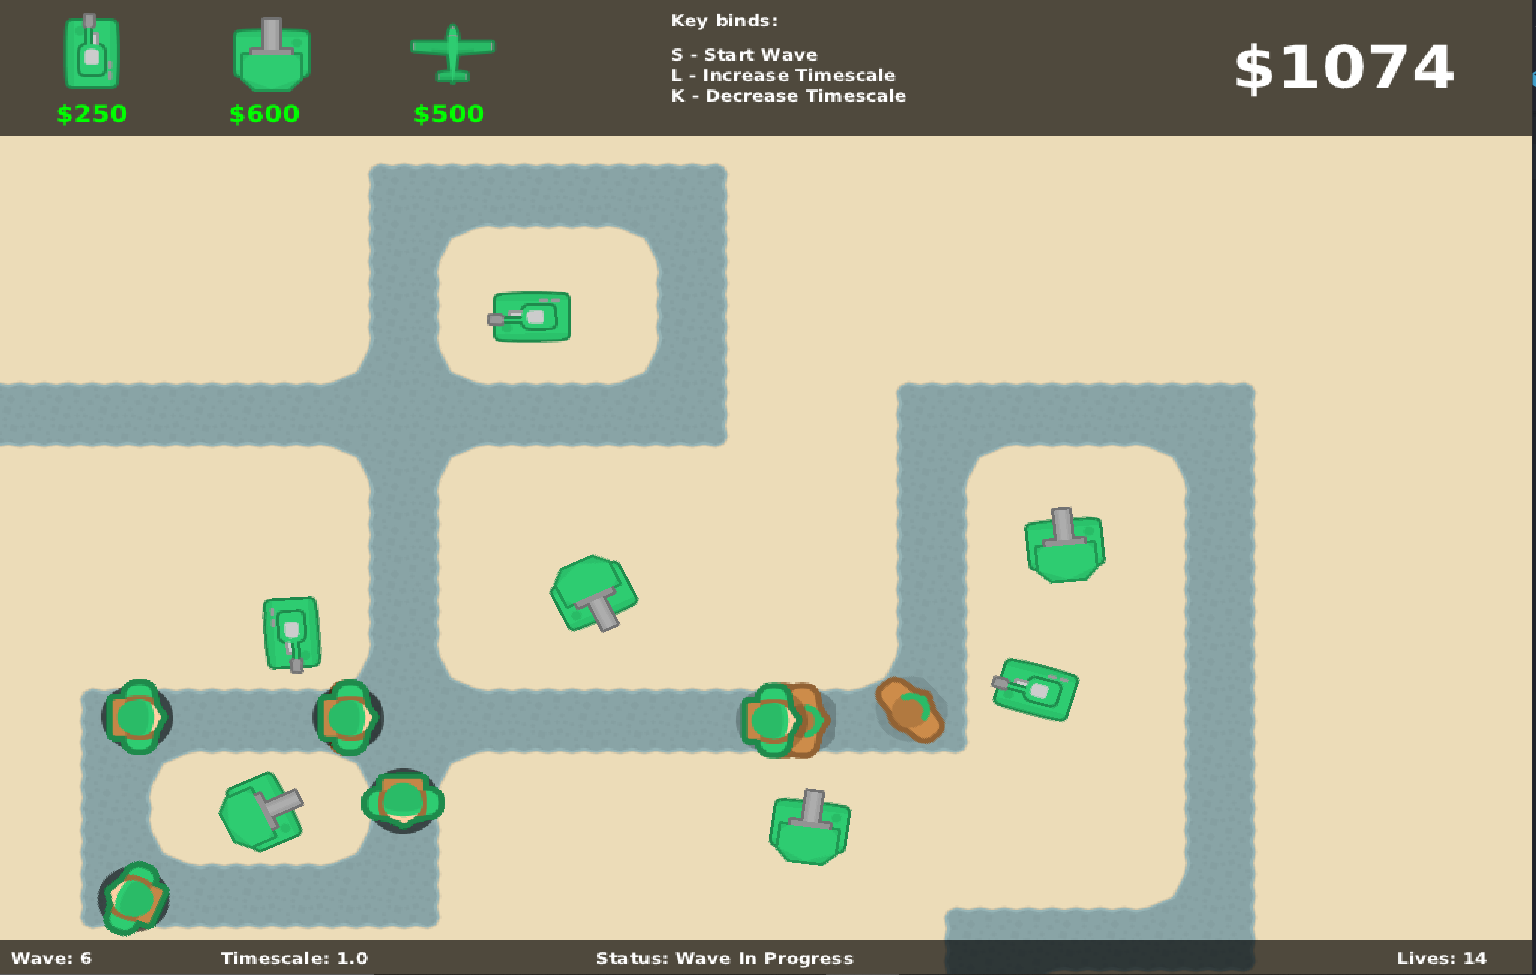 $250
$600
$500
Key binds:
S - Start Wave
L - Increase Timescale
K - Decrease Timescale
$1074
Wave: 6
Timescale: 1.0
Status: Wave In Progress
Lives: 14